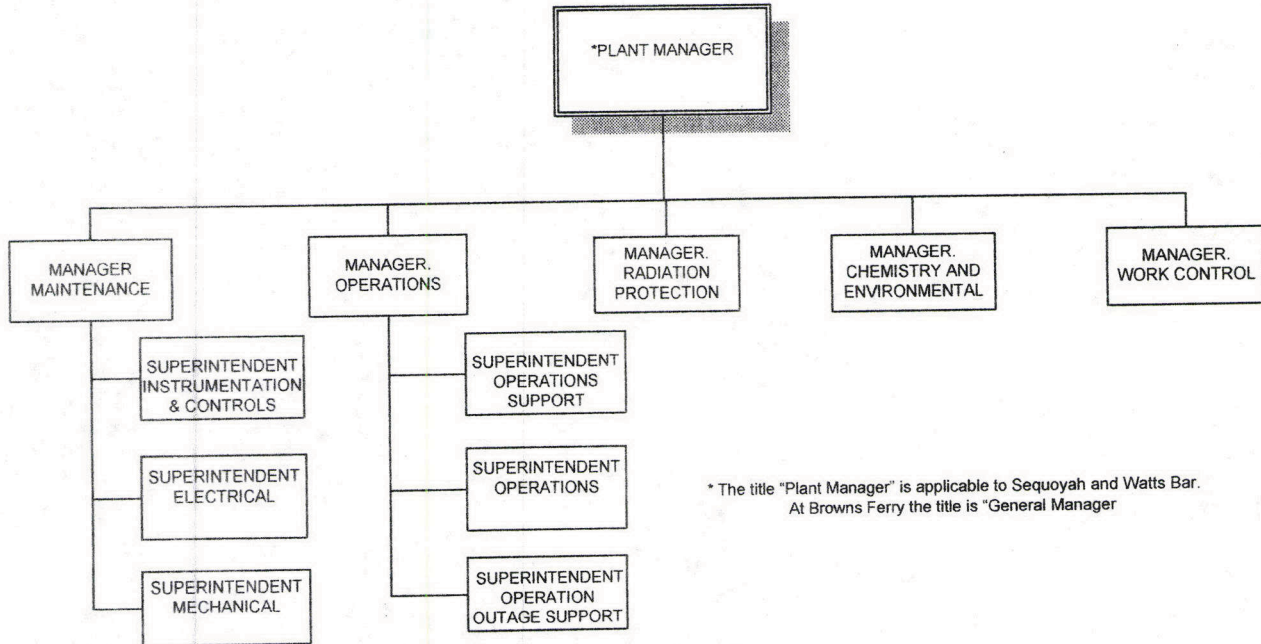 *PLANT MANAGER
MANAGER
MAINTENANCE
MANAGER.
OPERATIONS
MANAGER.
RADIATION
PROTECTION
MANAGER.
CHEMISTRY AND
ENVIRONMENTAL
MANAGER.
WORK CONTROL
SUPERINTENDENT
INSTRUMENTATION
& CONTROLS
SUPERINTENDENT
ELECTRICAL
SUPERINTENDENT
MECHANICAL
SUPERINTENDENT
OPERATIONS
SUPPORT
SUPERINTENDENT
OPERATIONS
SUPERINTENDENT
OPERATION
OUTAGE SUPPORT
* The title "Plant Manager" is applicable to Sequoyah and Watts Bar.
At Browns Ferry the title is "General Manager